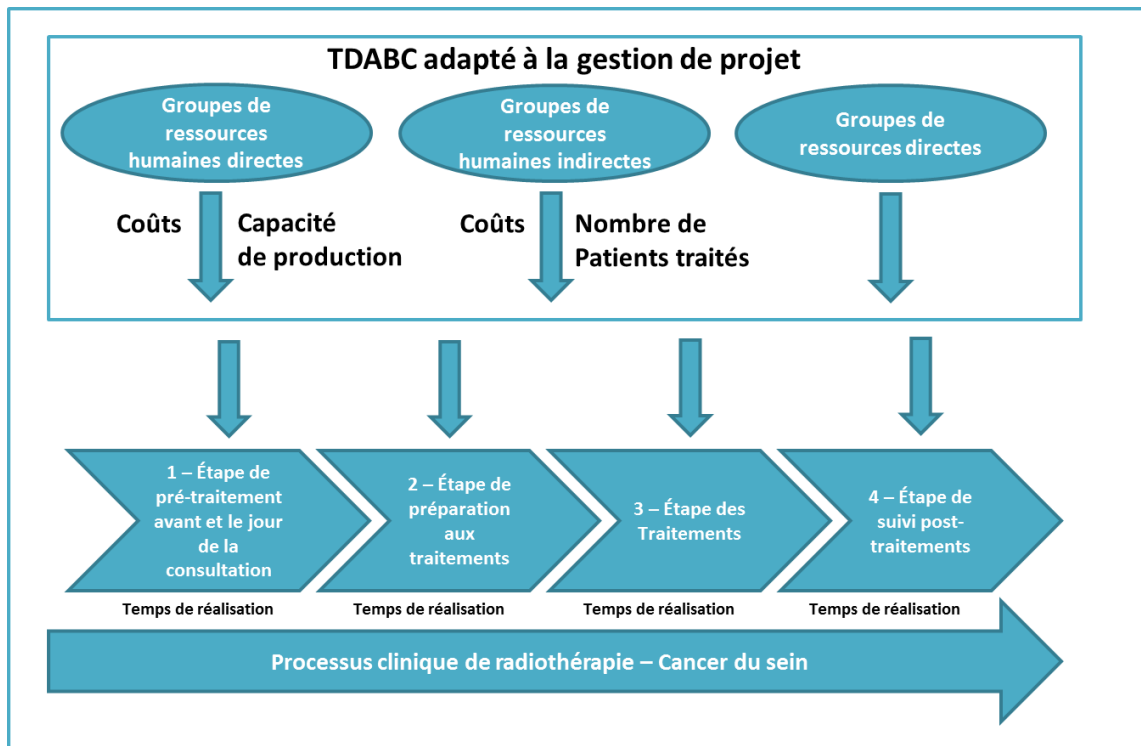 TDABC adapté à la gestion de projet
Groupes de
ressources
humaines directes
Groupes de
ressources
humaines indirectes
Groupes de
ressources directes
Coûts
Capacité
de production
Coûts
Nombre de
Patients traités
1 – Étape de
pré-traitement
avant et le jour
de la
consultation
2 – Étape de
préparation
aux
traitements
3 – Étape des
Traitements
4 – Étape de
suivi post-
traitements
Temps de réalisation
Temps de réalisation
Temps de réalisation
Temps de réalisation
Processus clinique de radiothérapie – Cancer du sein